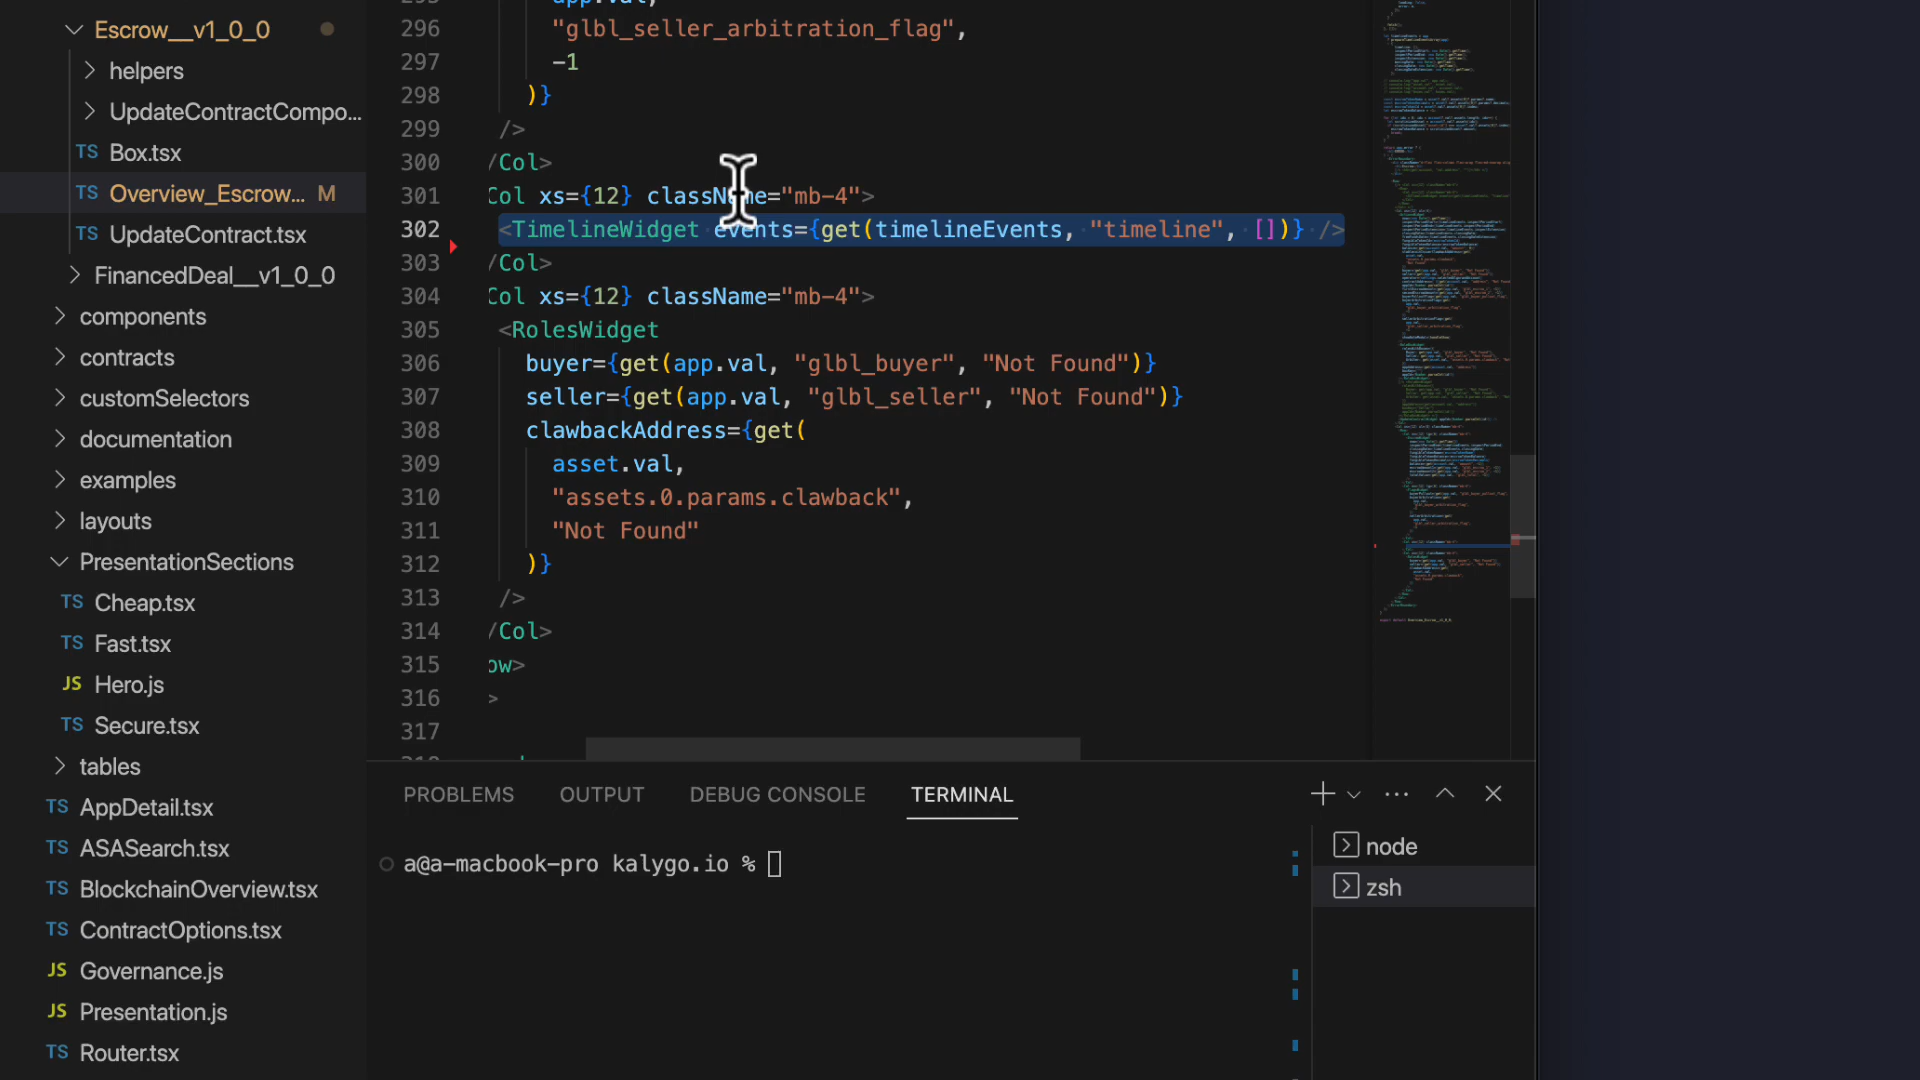 Escrow__v1_0_0
helpers
UpdateContractCompo...
TS Box.tsx
TS Overview_Escrow... M
TS UpdateContract.tsx
FinancedDeal__v1_0_0
components
contracts
customSelectors
documentation
examples
layouts
PresentationSections
TS Cheap.tsx
TS Fast.tsx
JS Hero.js
TS Secure.tsx
tables
TS AppDetail.tsx
TS ASASearch.tsx
TS BlockchainOverview.tsx
TS ContractOptions.tsx
JS Governance.js
JS Presentation.js
TS Router.tsx
295 app.val,
296 "glbl_seller_arbitration_flag",
297 -1
298 )}
299 />
300 /Col>
301 Col xs={12} className="mb-4">
302 <TimelineWidget events={get(timelineEvents, "timeline", [])} />
303 /Col>
304 Col xs={12} className="mb-4">
305 <RolesWidget
306 buyer={get(app.val, "glbl_buyer", "Not Found")}
307 seller={get(app.val, "glbl_seller", "Not Found")}
308 clawbackAddress={get(
309 asset.val,
310 "assets.0.params.clawback",
311 "Not Found"
312 )}
313 />
314 /Col>
315 ow>
316 >
317
PROBLEMS OUTPUT DEBUG CONSOLE TERMINAL
a@a-macbook-pro kalygo.io %
node
zsh